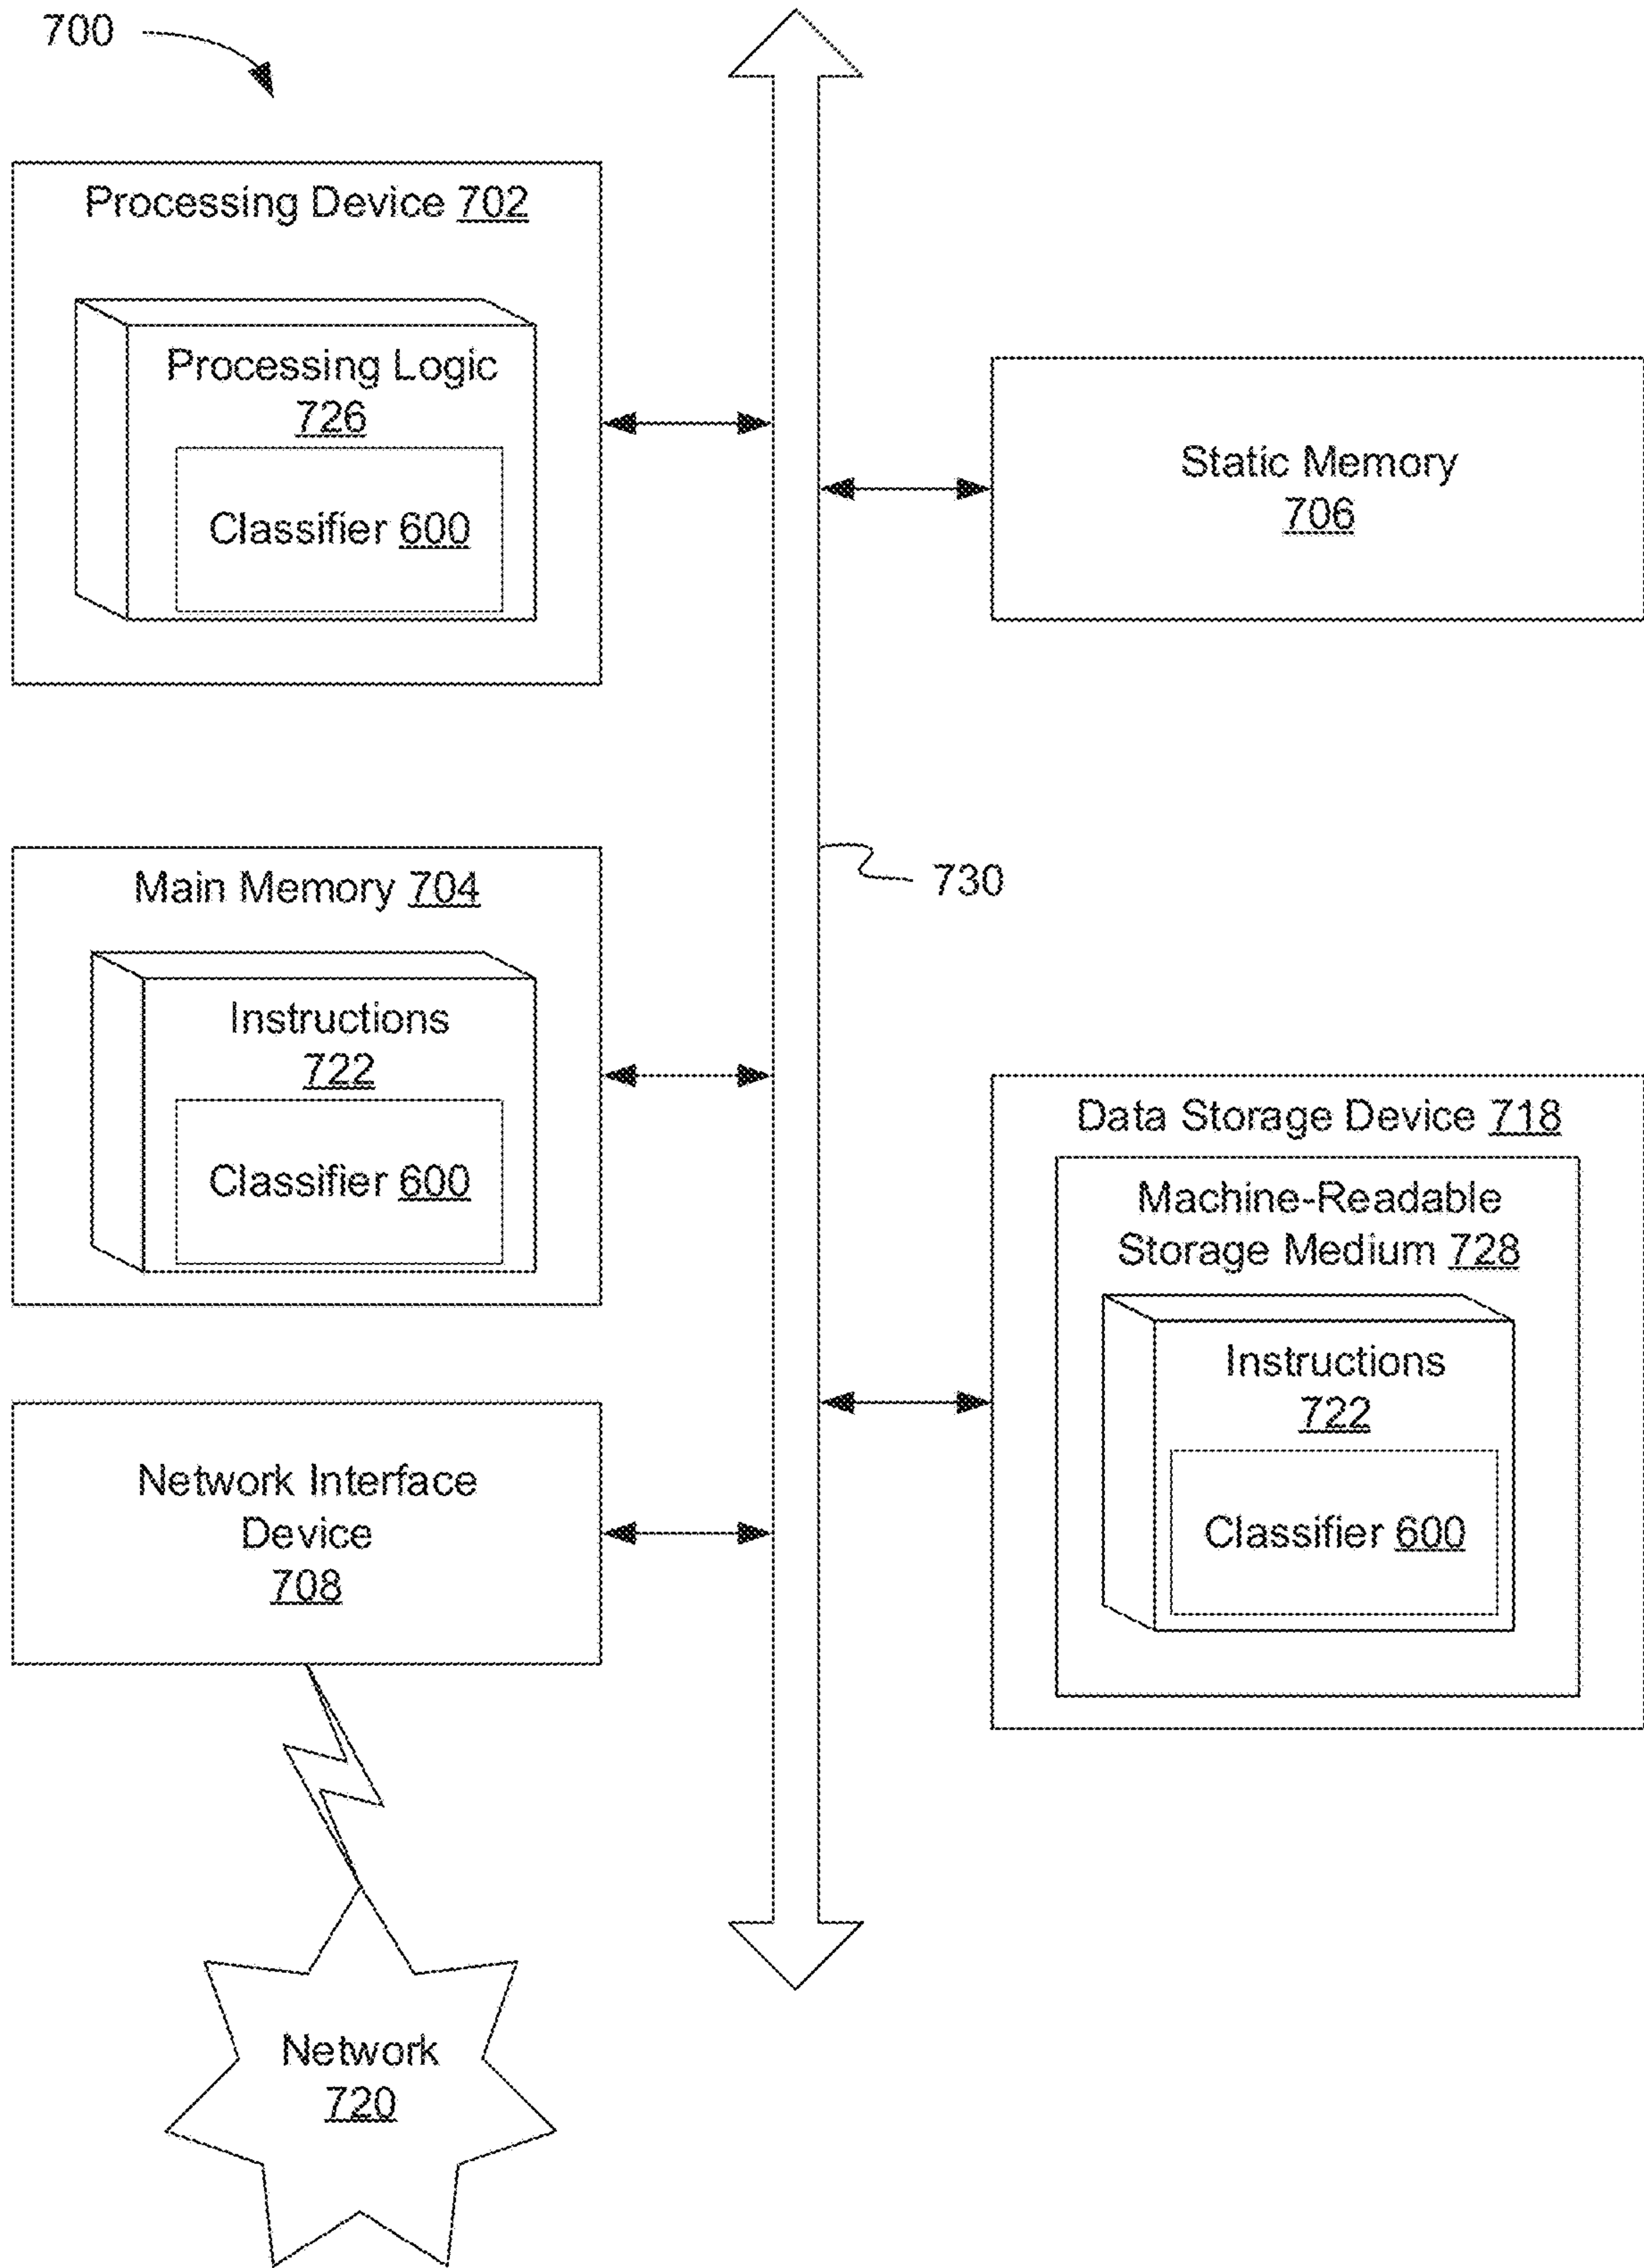 700
Processing Device 702
Processing Logic
726
Classifier 600
Static Memory
706
730
Main Memory 704
Instructions
722
Classifier 600
Data Storage Device 718
Machine-Readable
Storage Medium 728
Instructions
722
Classifier 600
Network Interface
Device
708
Network
720